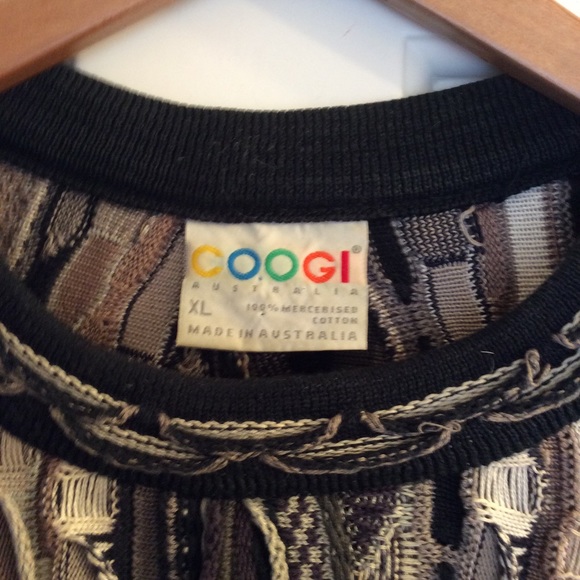 COOGI®
AUSTRALIA
XL 100% MERCERISED
COTTON
MADE IN AUSTRALIA